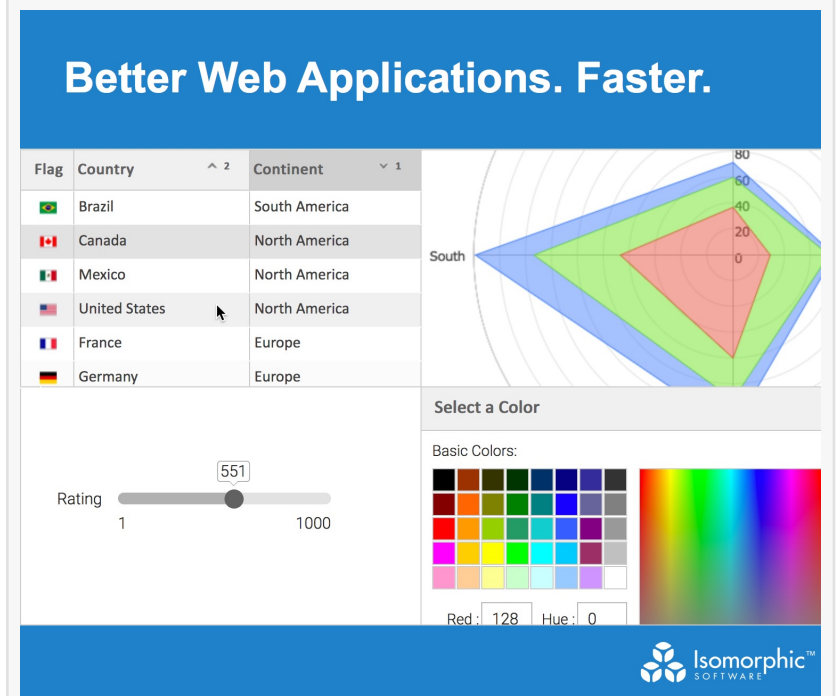 Better Web Applications. Faster.
Flag Country 2 Continent 1
Brazil South America
Canada North America
Mexico North America
United States North America
France Europe
Germany Europe
80
60
40
20
0
South
Select a Color
Basic Colors:
551
Rating
1 1000
Red : 128 Hue : 0
Isomorphic™
SOFTWARE